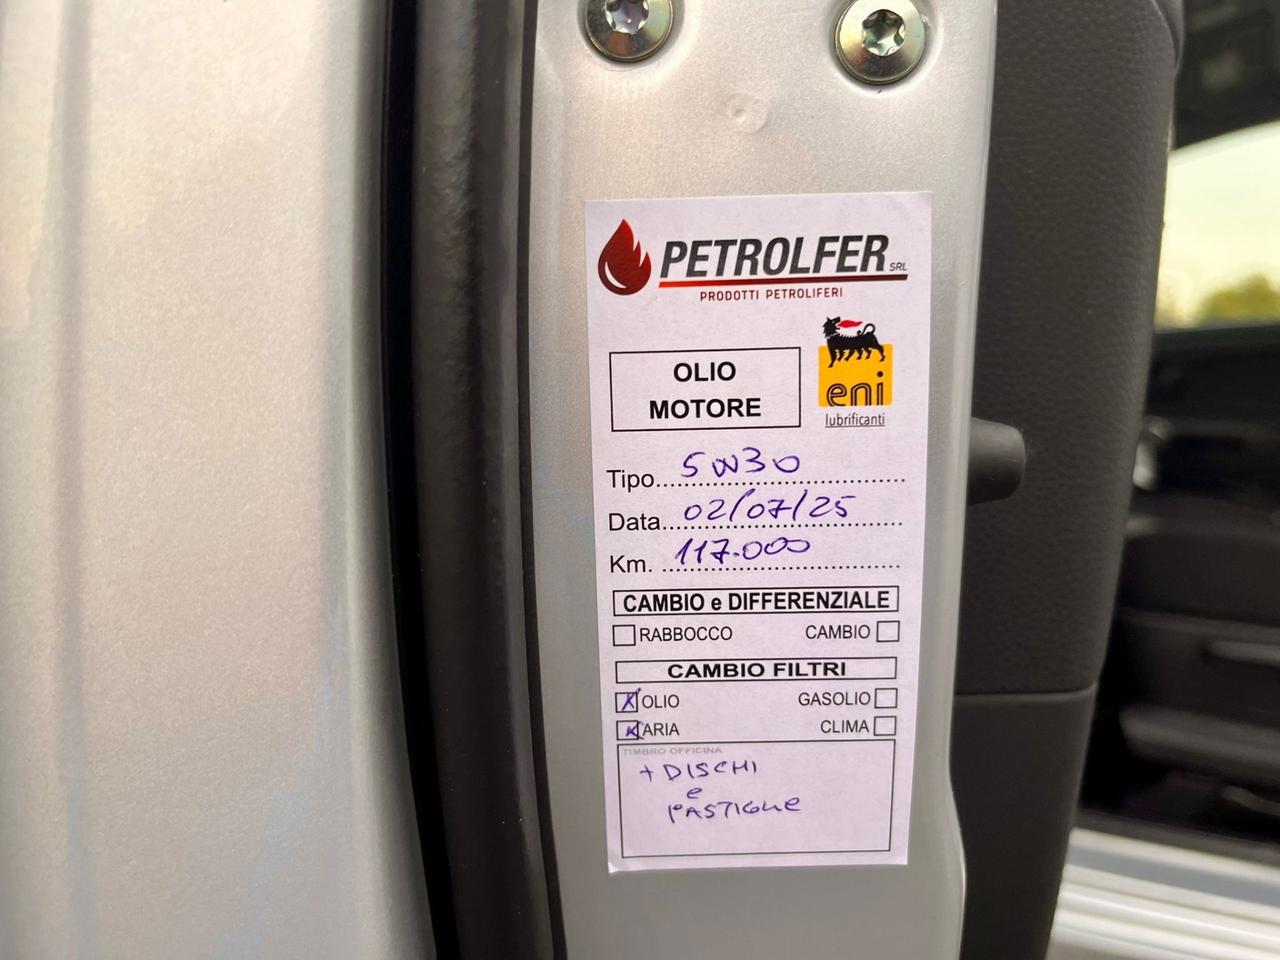 PETROLFER SRL
PRODOTTI PETROLIFERI
OLIO
MOTORE
eni
lubrificanti
Tipo 5W30
Data 02/07/25
Km. 117.000
CAMBIO e DIFFERENZIALE
RABBOCCO CAMBIO
CAMBIO FILTRI
X OLIO GASOLIO
X ARIA CLIMA
TIMBRO OFFICINA
+ DISCHI
e
PASTIGLIE